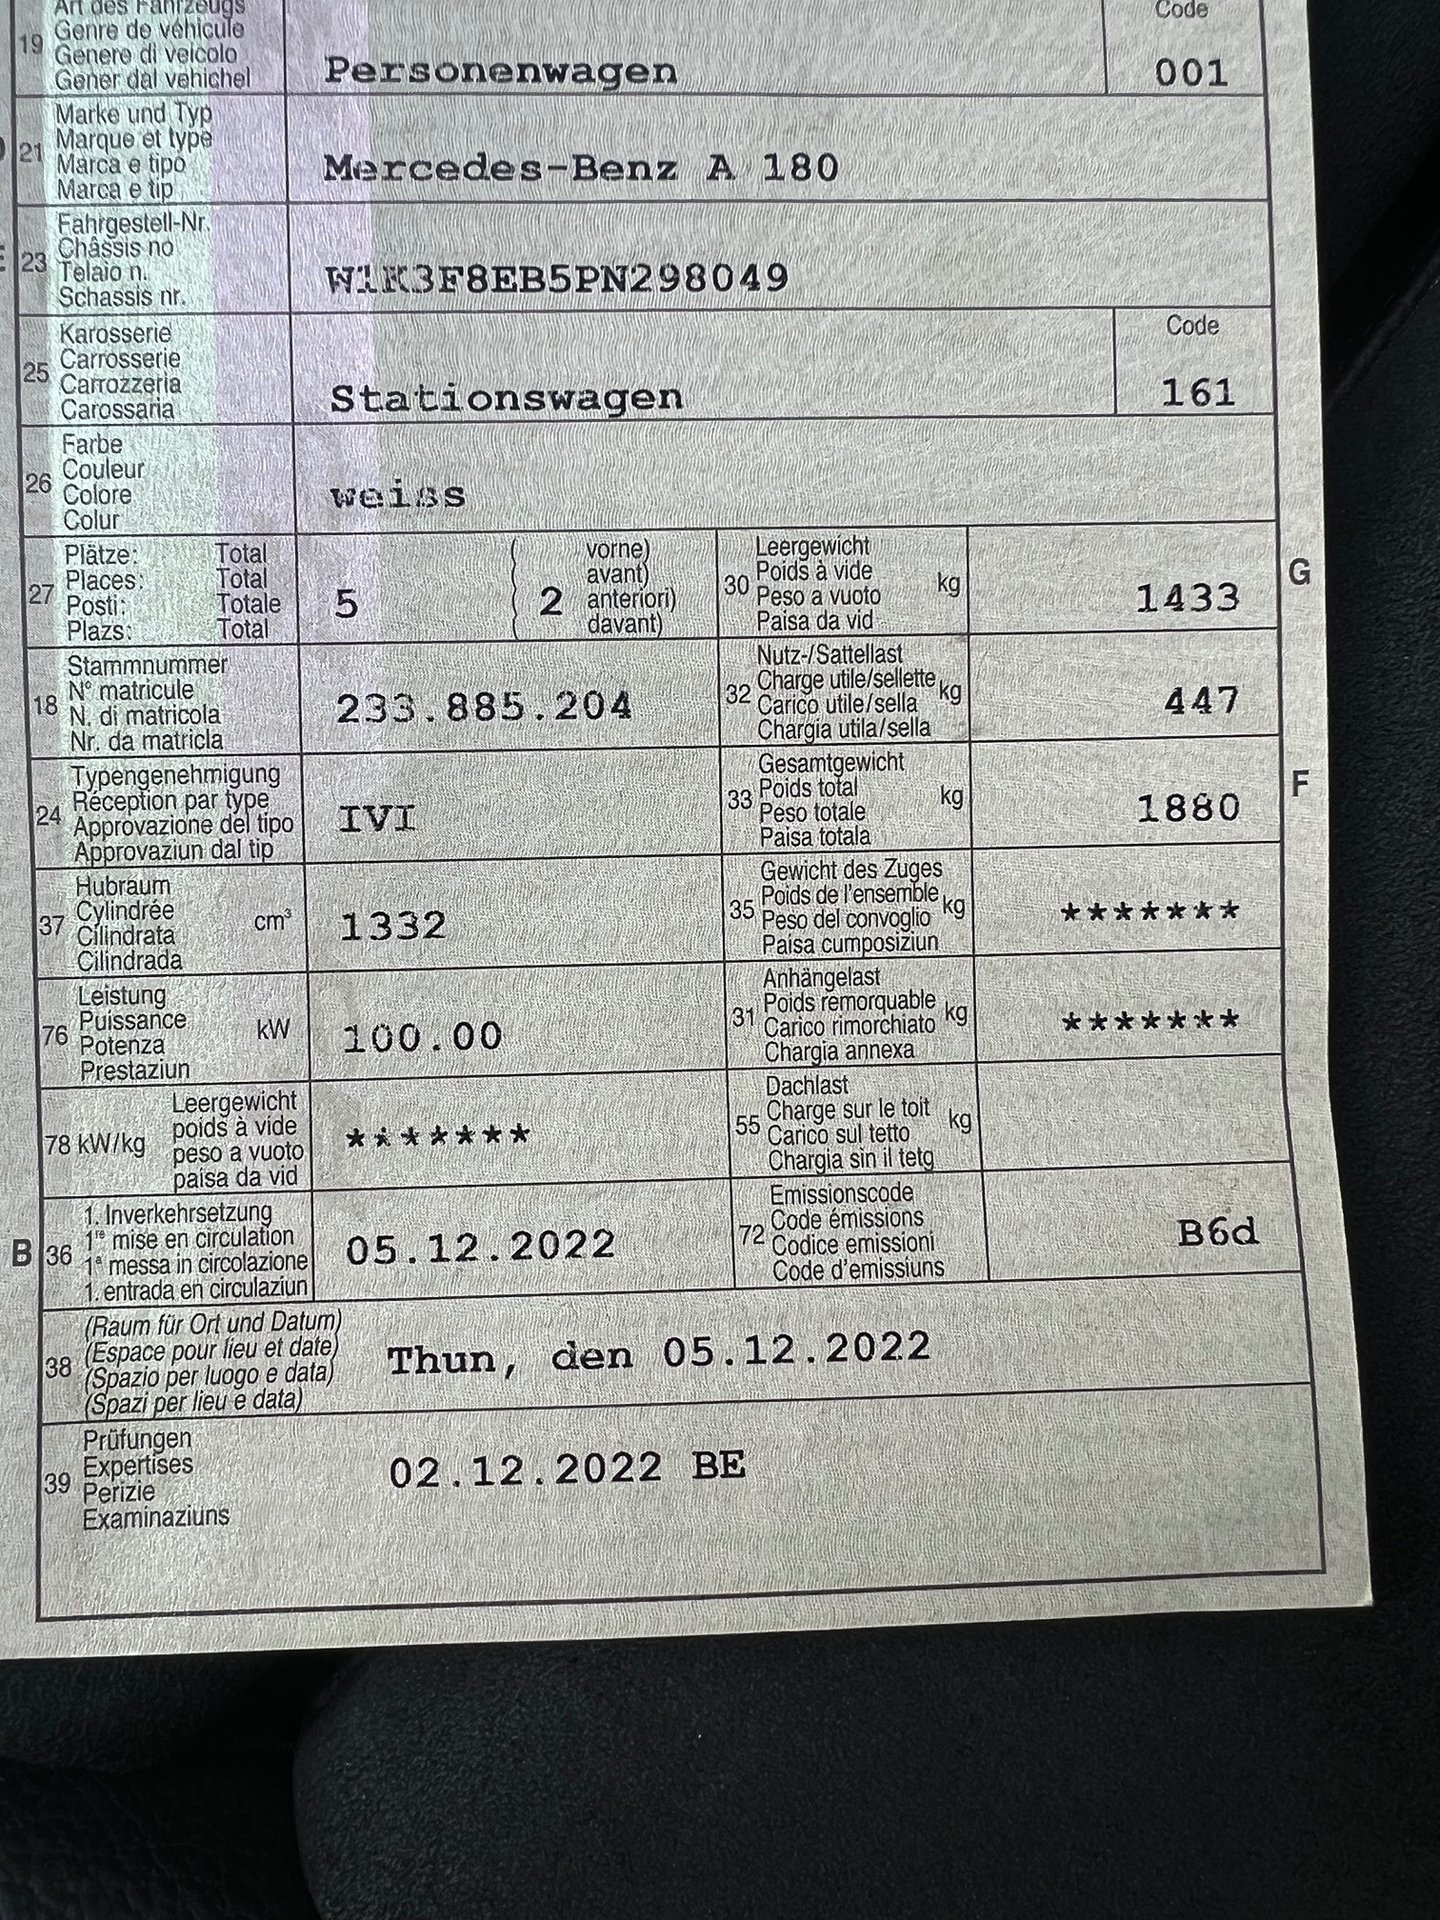 Art des Fahrzeugs
Genre de véhicule
Genere di veicolo
Gener dal vehichel
19
Personenwagen
Code
001
Marke und Typ
Marque et type
Marca e tipo
Marca e tip
21
Mercedes-Benz A 180
Fahrgestell-Nr.
Châssis no
Telaio n.
Schassis nr.
23
W1K3F8EB5PN298049
Karosserie
Carrosserie
Carrozzeria
Carossaria
25
Stationswagen
Code
161
Farbe
Couleur
Colore
Colur
26
weiss
Plätze: Total
Places: Total
Posti: Totale
Plazs: Total
27
5
2
vorne)
avant)
anteriori)
davant)
Leergewicht
Poids à vide
Peso a vuoto
Paisa da vid
30
kg
1433
G
Stammnummer
N° matricule
N. di matricola
Nr. da matricla
18
233.885.204
Nutz-/Sattellast
Charge utile/sellette
Carico utile/sella
Chargia utila/sella
32
kg
447
Typengenehmigung
Réception par type
Approvazione del tipo
Approvaziun dal tip
24
IVI
Gesamtgewicht
Poids total
Peso totale
Paisa totala
33
kg
1880
F
Hubraum
Cylindrée
Cilindrata
Cilindrada
37
cm³
1332
Gewicht des Zuges
Poids de l'ensemble
Peso del convoglio
Paisa cumposiziun
35
kg
*******
Leistung
Puissance
Potenza
Prestaziun
76
kW
100.00
Anhängelast
Poids remorquable
Carico rimorchiato
Chargia annexa
31
kg
*******
Leergewicht
poids à vide
peso a vuoto
paisa da vid
78 kW/kg
*******
Dachlast
Charge sur le toit
Carico sul tetto
Chargia sin il tetg
55
kg
1. Inverkehrsetzung
1re mise en circulation
1a messa in circolazione
1. entrada en circulaziun
B
36
05.12.2022
Emissionscode
Code émissions
Codice emissioni
Code d'emissiuns
72
B6d
(Raum für Ort und Datum)
(Espace pour lieu et date)
(Spazio per luogo e data)
(Spazi per lieu e data)
38
Thun, den 05.12.2022
Prüfungen
Expertises
Perizie
Examinaziuns
39
02.12.2022 BE